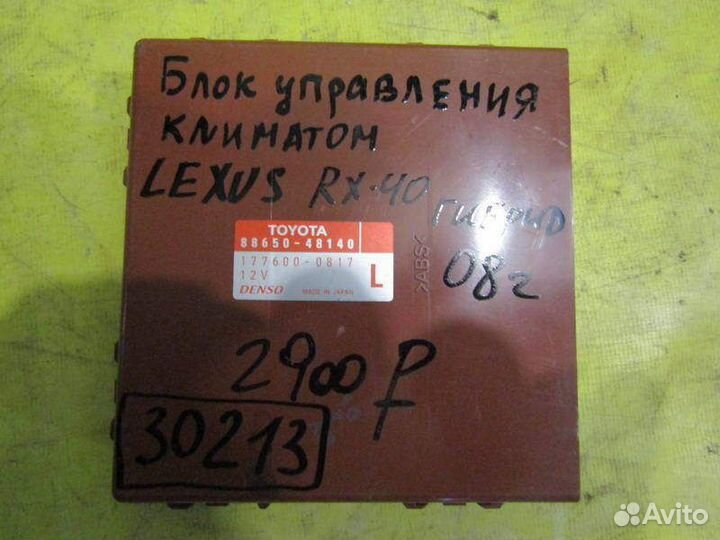 Блок управления
климатом
LEXUS RX-40
гибрид
08г
TOYOTA
88650-48140
177600-0817
12V
DENSO MADE IN JAPAN
L
>ABS<
2900 Р
30213
Avito